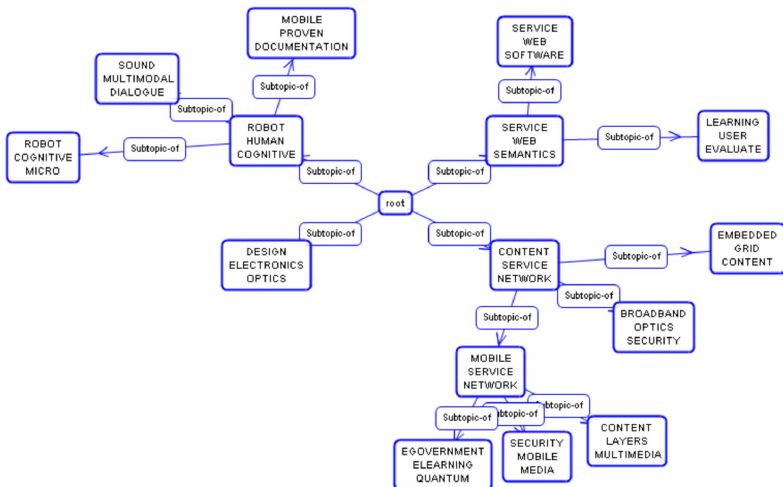 MOBILE
PROVEN
DOCUMENTATION
SERVICE
WEB
SOFTWARE
SOUND
MULTIMODAL
DIALOGUE
Subtopic-of
Subtopic-of
Subtopic-of
ROBOT
HUMAN
COGNITIVE
SERVICE
WEB
SEMANTICS
Subtopic-of
LEARNING
USER
EVALUATE
ROBOT
COGNITIVE
MICRO
Subtopic-of
Subtopic-of
Subtopic-of
root
Subtopic-of
Subtopic-of
DESIGN
ELECTRONICS
OPTICS
CONTENT
SERVICE
NETWORK
Subtopic-of
EMBEDDED
GRID
CONTENT
Subtopic-of
Subtopic-of
BROADBAND
OPTICS
SECURITY
MOBILE
SERVICE
NETWORK
Subtopic-of
Subtopic-of
Subtopic-of
EGOVERNMENT
ELEARNING
QUANTUM
SECURITY
MOBILE
MEDIA
CONTENT
LAYERS
MULTIMEDIA